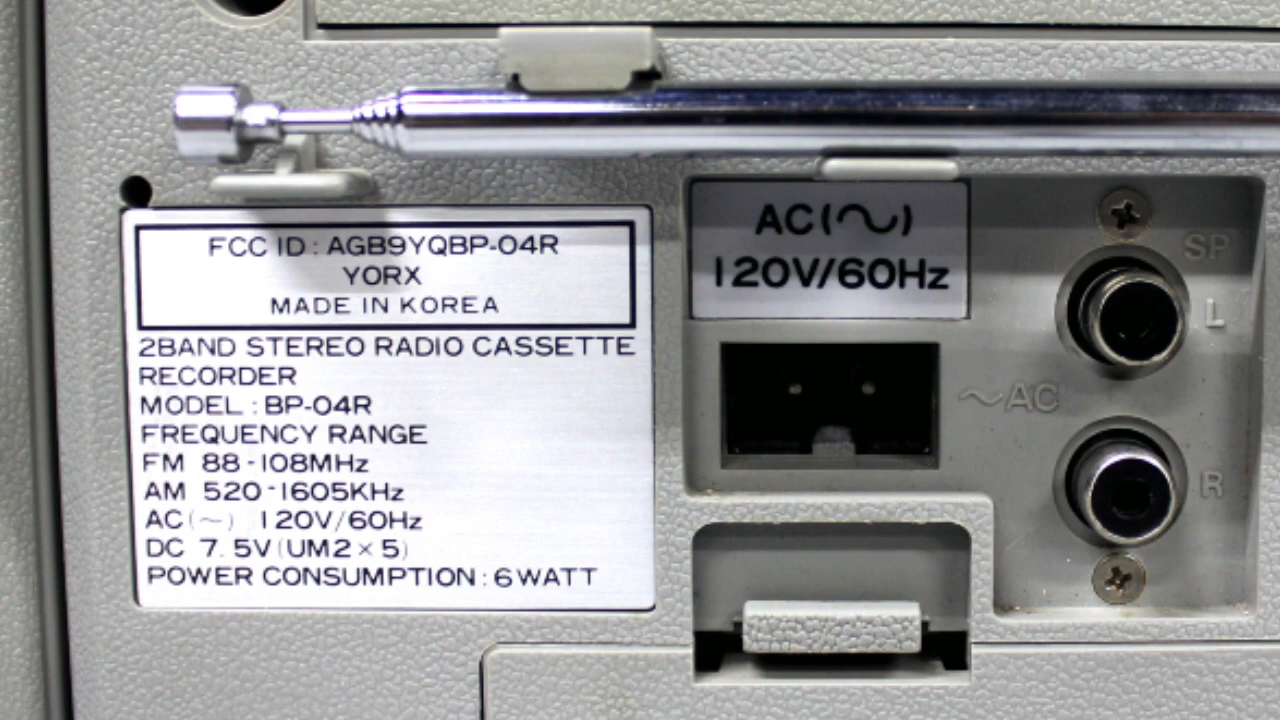 FCC ID : AGB9YQBP-04R
YORX
MADE IN KOREA
2BAND STEREO RADIO CASSETTE
RECORDER
MODEL : BP-04R
FREQUENCY RANGE
FM 88-108MHz
AM 520-1605KHz
AC(～) 120V/60Hz
DC 7.5V(UM2×5)
POWER CONSUMPTION : 6WATT
AC(～)
120V/60Hz
SP
L
～AC
R